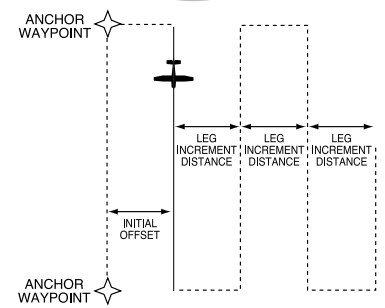 ANCHOR
WAYPOINT
LEG
INCREMENT
DISTANCE
LEG
INCREMENT
DISTANCE
LEG
INCREMENT
DISTANCE
INITIAL
OFFSET
ANCHOR
WAYPOINT